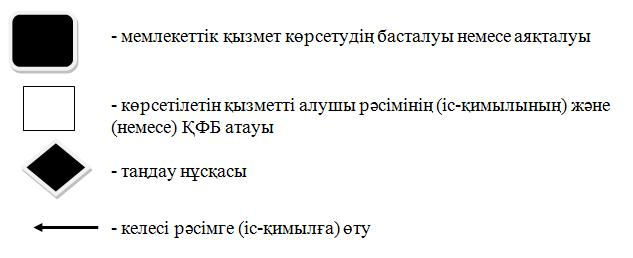 - мемлекеттік қызмет көрсетудің басталуы немесе аяқталуы
- көрсетілетін қызметті алушы рәсімінің (іс-қимылының) және
(немесе) ҚФБ атауы
- таңдау нұсқасы
- келесі рәсімге (іс-қимылға) өту